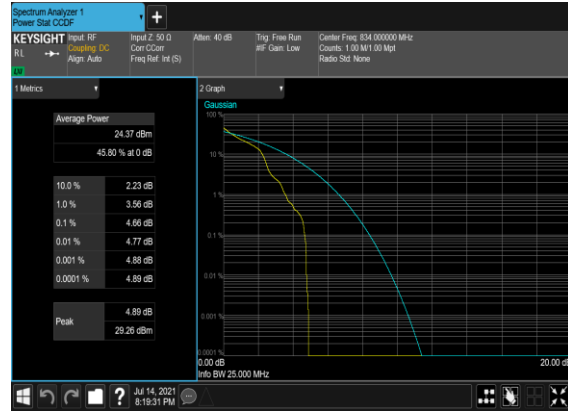 Spectrum Analyzer 1
Power Stat CCDF
KEYSIGHT
Input: RF
Input Z: 50 Ω
Atten: 40 dB
Trig: Free Run
Center Freq: 834.000000 MHz
RL
Coupling: DC
Corr CCorr
#IF Gain: Low
Counts: 1.00 M/1.00 Mpt
Align: Auto
Freq Ref: Int (S)
Radio Std: None
1 Metrics
2 Graph
Gaussian
Average Power
24.37 dBm
45.80 % at 0 dB
10.0 % 2.23 dB
1.0 % 3.56 dB
0.1 % 4.66 dB
0.01 % 4.77 dB
0.001 % 4.88 dB
0.0001 % 4.89 dB
Peak
4.89 dB
29.26 dBm
100 %
10 %
1 %
0.1 %
0.01 %
0.001 %
0.0001 %
0.00 dB
20.00 dB
Info BW 25.000 MHz
?
Jul 14, 2021
8:19:31 PM